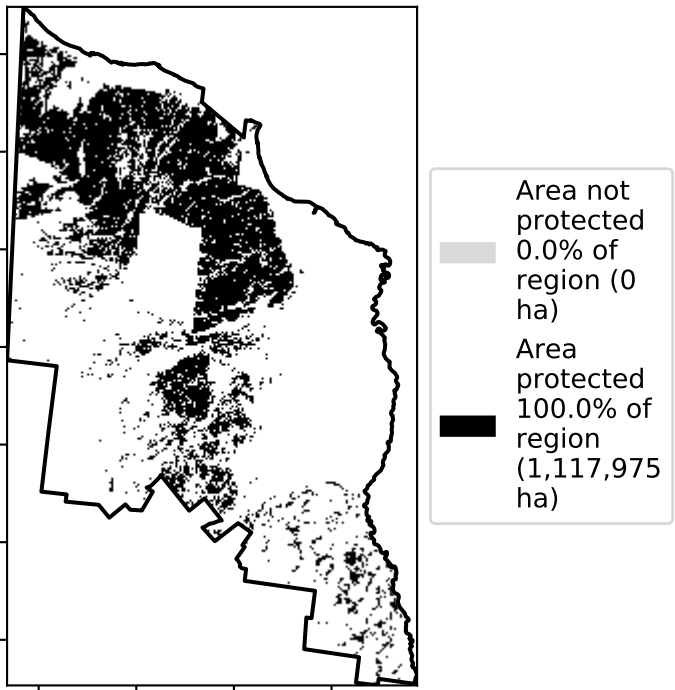 Area not
protected
0.0% of
region (0
ha)
Area
protected
100.0% of
region
(1,117,975
ha)